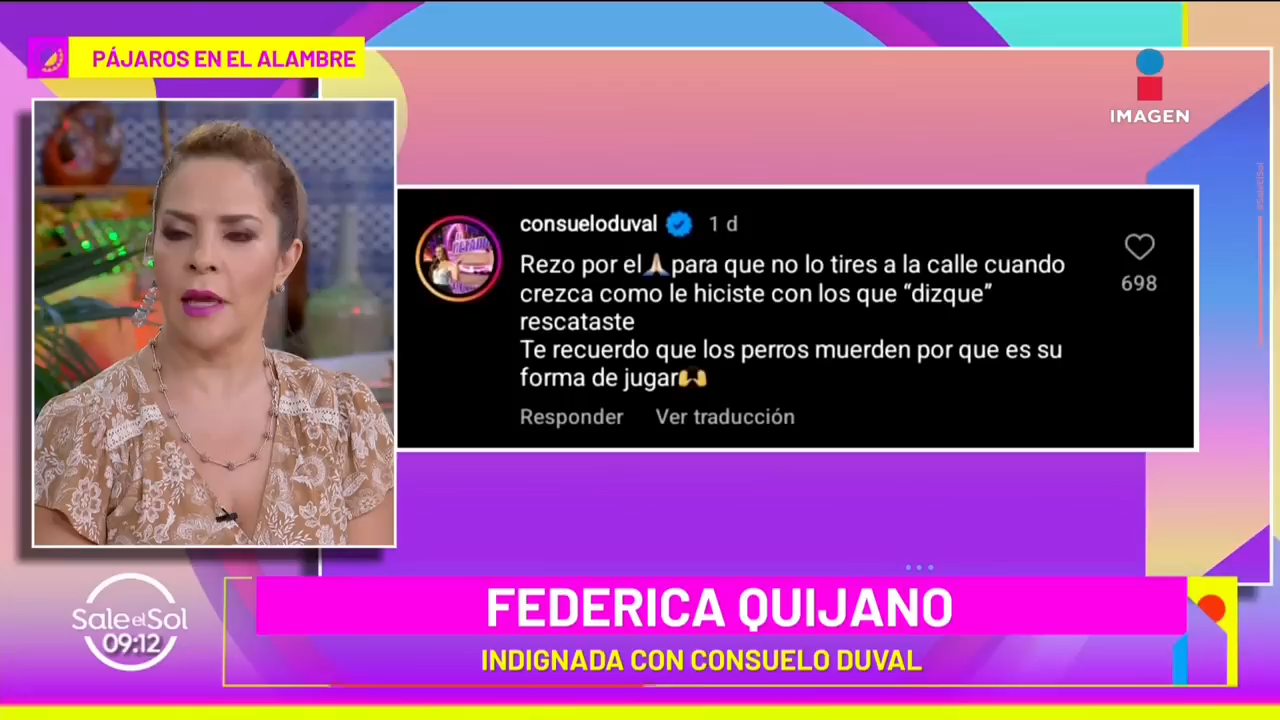 PÁJAROS EN EL ALAMBRE
IMAGEN
#SaleElSol
consueloduval 1 d
Rezo por el🙏🏻para que no lo tires a la calle cuando
crezca como le hiciste con los que “dizque”
rescataste
Te recuerdo que los perros muerden por que es su
forma de jugar🙌
698
Responder Ver traducción
FEDERICA QUIJANO
INDIGNADA CON CONSUELO DUVAL
Sale el Sol
09:12